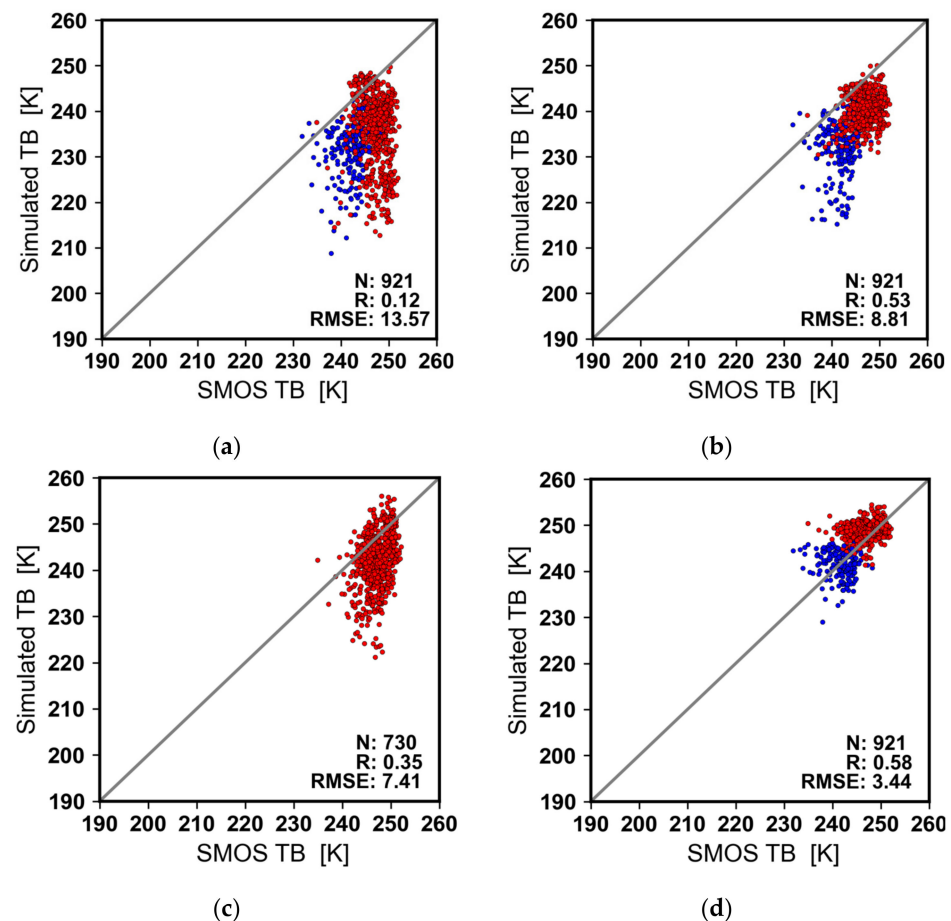 260
250
240
230
220
210
200
190
Simulated TB [K]
N: 921
R: 0.12
RMSE: 13.57
190 200 210 220 230 240 250 260
SMOS TB [K]
(a)
260
250
240
230
220
210
200
190
Simulated TB [K]
N: 921
R: 0.53
RMSE: 8.81
190 200 210 220 230 240 250 260
SMOS TB [K]
(b)
260
250
240
230
220
210
200
190
Simulated TB [K]
N: 730
R: 0.35
RMSE: 7.41
190 200 210 220 230 240 250 260
SMOS TB [K]
(c)
260
250
240
230
220
210
200
190
Simulated TB [K]
N: 921
R: 0.58
RMSE: 3.44
190 200 210 220 230 240 250 260
SMOS TB [K]
(d)